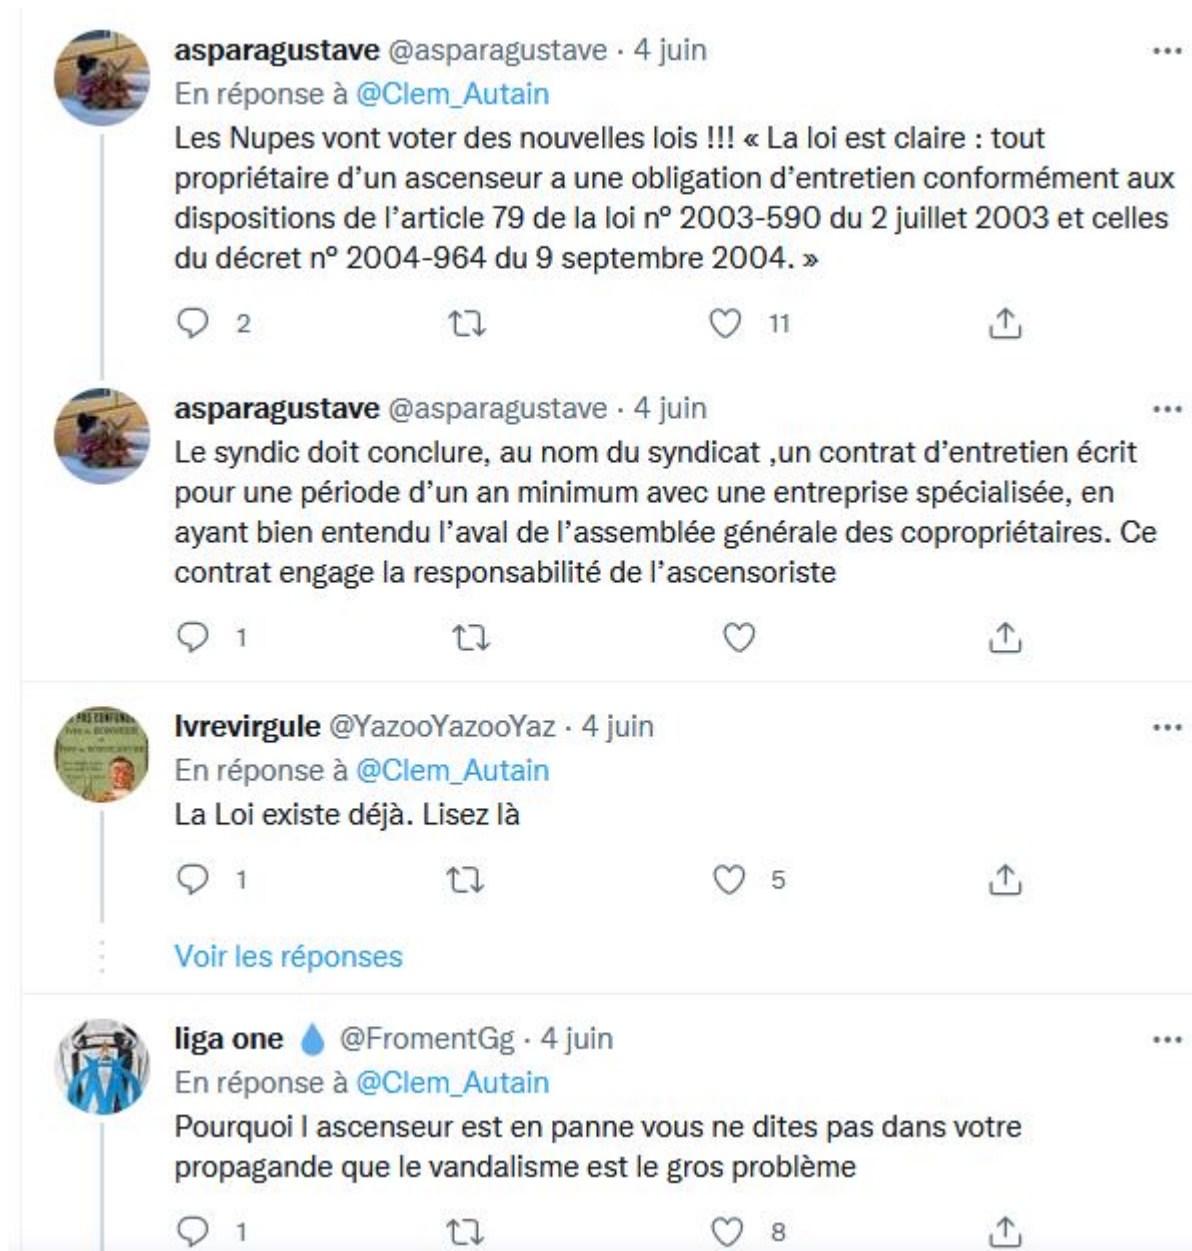 asparagustave @asparagustave · 4 juin
En réponse à @Clem_Autain
Les Nupes vont voter des nouvelles lois !!! « La loi est claire : tout
propriétaire d’un ascenseur a une obligation d’entretien conformément aux
dispositions de l’article 79 de la loi nº 2003-590 du 2 juillet 2003 et celles
du décret nº 2004-964 du 9 septembre 2004. »
2 11
asparagustave @asparagustave · 4 juin
Le syndic doit conclure, au nom du syndicat ,un contrat d’entretien écrit
pour une période d’un an minimum avec une entreprise spécialisée, en
ayant bien entendu l’aval de l’assemblée générale des copropriétaires. Ce
contrat engage la responsabilité de l’ascensoriste
1
Ivrevirgule @YazooYazooYaz · 4 juin
En réponse à @Clem_Autain
La Loi existe déjà. Lisez là
1 5
Voir les réponses
liga one @FromentGg · 4 juin
En réponse à @Clem_Autain
Pourquoi l ascenseur est en panne vous ne dites pas dans votre
propagande que le vandalisme est le gros problème
1 8